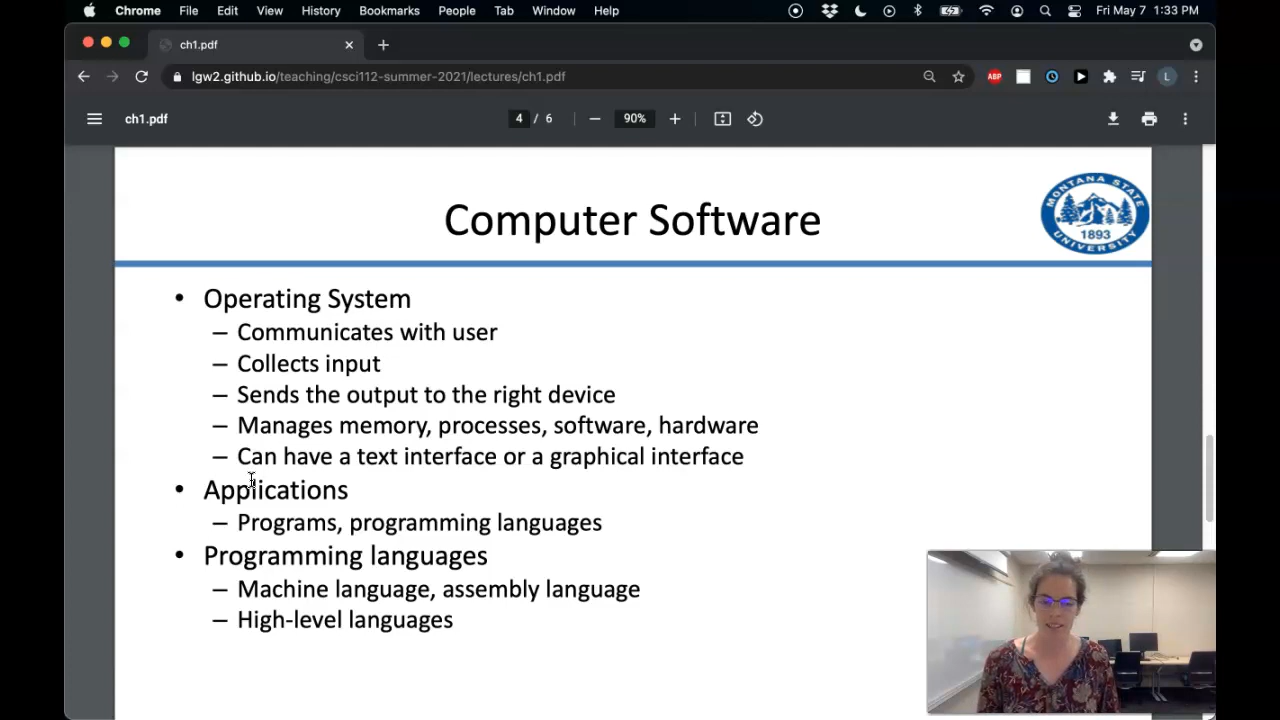 Chrome File Edit View History Bookmarks People Tab Window Help Fri May 7 1:33 PM
ch1.pdf
lgw2.github.io/teaching/csci112-summer-2021/lectures/ch1.pdf ABP L
ch1.pdf 4 / 6 90%
Computer Software
MONTANA STATE
1893
UNIVERSITY
• Operating System
– Communicates with user
– Collects input
– Sends the output to the right device
– Manages memory, processes, software, hardware
– Can have a text interface or a graphical interface
• Applications
– Programs, programming languages
• Programming languages
– Machine language, assembly language
– High-level languages